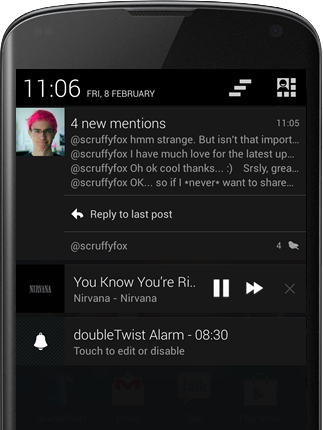 11:06 FRI, 8 FEBRUARY
4 new mentions 11:05
@scruffyfox hmm strange. But isn't that import...
@scruffyfox I have much love for the latest up...
@scruffyfox Oh ok cool thanks... :) Srsly, grea...
@scruffyfox OK... so if I *never* want to share...
Reply to last post
@scruffyfox 4
NIRVANA
You Know You're Ri..
Nirvana - Nirvana
doubleTwist Alarm - 08:30
Touch to edit or disable